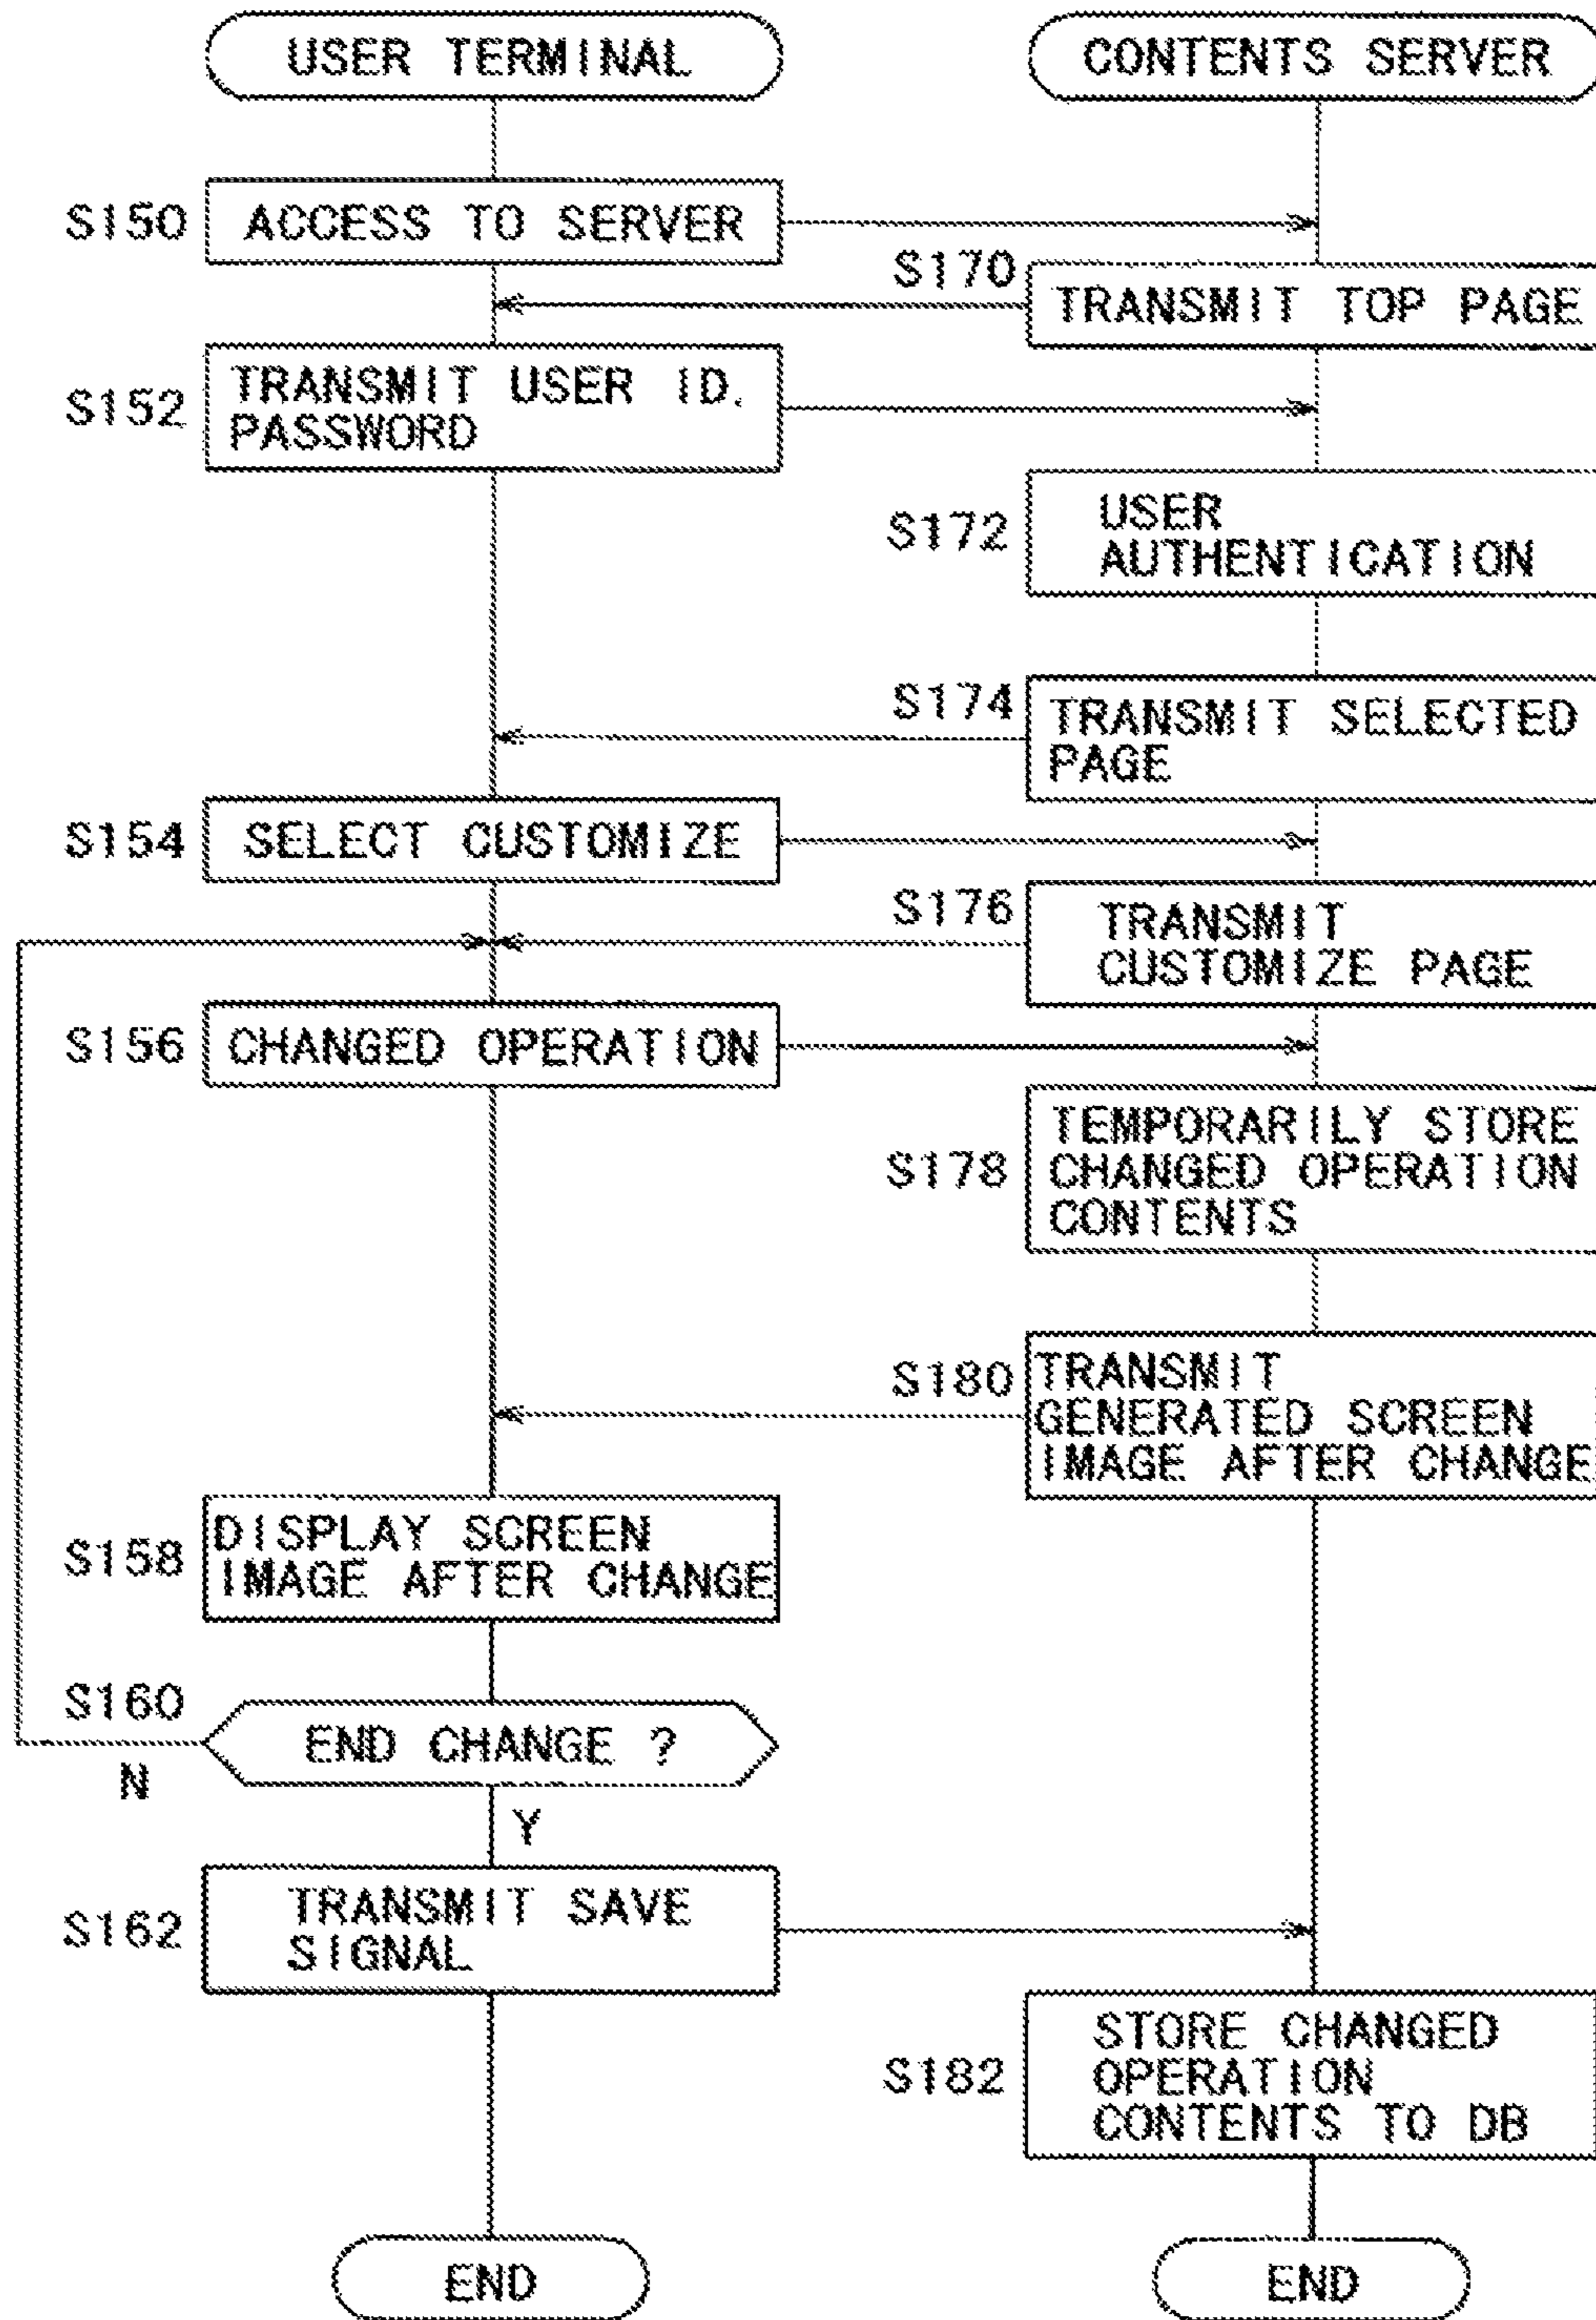 USER TERMINAL
CONTENTS SERVER
S150
ACCESS TO SERVER
S170
TRANSMIT TOP PAGE
S152
TRANSMIT USER ID.
PASSWORD
S172
USER
AUTHENTICATION
S174
TRANSMIT SELECTED
PAGE
S154
SELECT CUSTOMIZE
S176
TRANSMIT
CUSTOMIZE PAGE
S156
CHANGED OPERATION
S178
TEMPORARILY STORE
CHANGED OPERATION
CONTENTS
S180
TRANSMIT
GENERATED SCREEN
IMAGE AFTER CHANGE
S158
DISPLAY SCREEN
IMAGE AFTER CHANGE
S160
END CHANGE ?
N
Y
S162
TRANSMIT SAVE
SIGNAL
S182
STORE CHANGED
OPERATION
CONTENTS TO DB
END
END